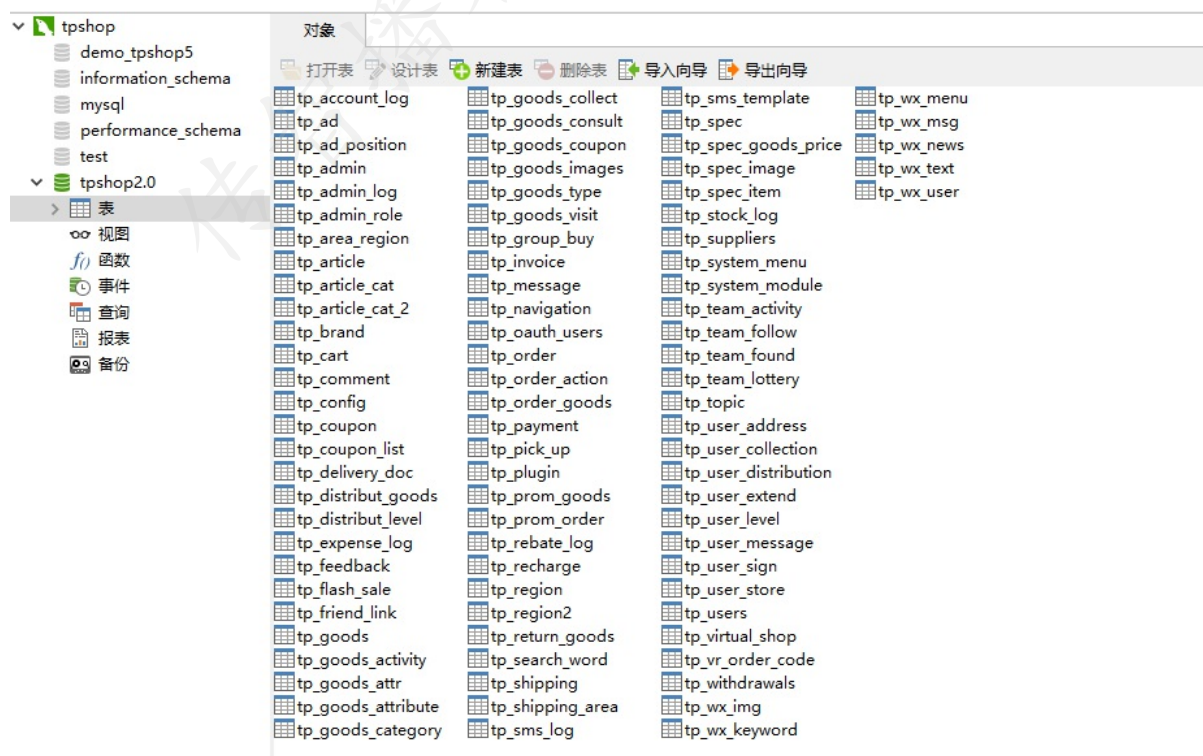 tpshop
demo_tpshop5
information_schema
mysql
performance_schema
test
tpshop2.0
表
视图
函数
事件
查询
报表
备份
对象
打开表 设计表 新建表 删除表 导入向导 导出向导
tp_account_log
tp_ad
tp_ad_position
tp_admin
tp_admin_log
tp_admin_role
tp_area_region
tp_article
tp_article_cat
tp_article_cat_2
tp_brand
tp_cart
tp_comment
tp_config
tp_coupon
tp_coupon_list
tp_delivery_doc
tp_distribut_goods
tp_distribut_level
tp_expense_log
tp_feedback
tp_flash_sale
tp_friend_link
tp_goods
tp_goods_activity
tp_goods_attr
tp_goods_attribute
tp_goods_category
tp_goods_collect
tp_goods_consult
tp_goods_coupon
tp_goods_images
tp_goods_type
tp_goods_visit
tp_group_buy
tp_invoice
tp_message
tp_navigation
tp_oauth_users
tp_order
tp_order_action
tp_order_goods
tp_payment
tp_pick_up
tp_plugin
tp_prom_goods
tp_prom_order
tp_rebate_log
tp_recharge
tp_region
tp_region2
tp_return_goods
tp_search_word
tp_shipping
tp_shipping_area
tp_sms_log
tp_sms_template
tp_spec
tp_spec_goods_price
tp_spec_image
tp_spec_item
tp_stock_log
tp_suppliers
tp_system_menu
tp_system_module
tp_team_activity
tp_team_follow
tp_team_found
tp_team_lottery
tp_topic
tp_user_address
tp_user_collection
tp_user_distribution
tp_user_extend
tp_user_level
tp_user_message
tp_user_sign
tp_user_store
tp_users
tp_virtual_shop
tp_vr_order_code
tp_withdrawals
tp_wx_img
tp_wx_keyword
tp_wx_menu
tp_wx_msg
tp_wx_news
tp_wx_text
tp_wx_user
传智播